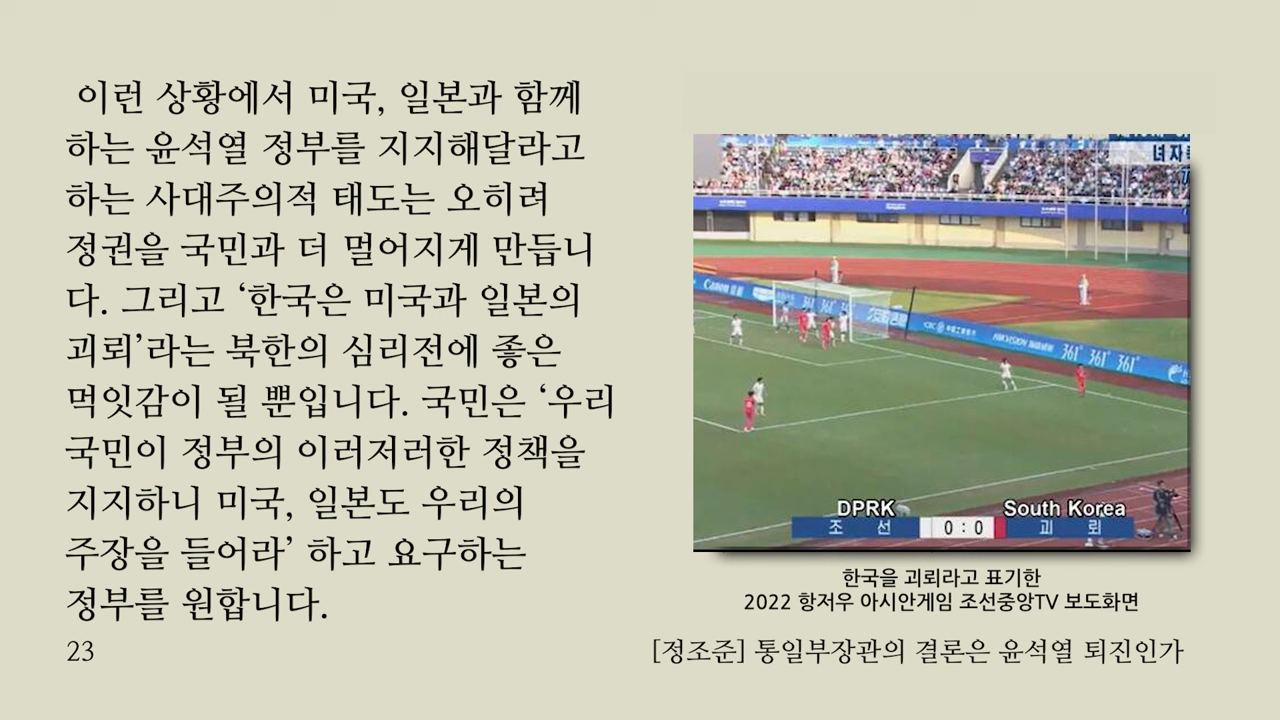 이런 상황에서 미국, 일본과 함께
하는 윤석열 정부를 지지해달라고
하는 사대주의적 태도는 오히려
정권을 국민과 더 멀어지게 만듭니
다. 그리고 ‘한국은 미국과 일본의
괴뢰’라는 북한의 심리전에 좋은
먹잇감이 될 뿐입니다. 국민은 ‘우리
국민이 정부의 이러저러한 정책을
지지하니 미국, 일본도 우리의
주장을 들어라’ 하고 요구하는
정부를 원합니다.
녀자
Canon
361°
361°
HIKVISION
361° 361° 361°
DPRK
South Korea
조선
0:0
괴뢰
한국을 괴뢰라고 표기한
2022 항저우 아시안게임 조선중앙TV 보도화면
23
[정조준] 통일부장관의 결론은 윤석열 퇴진인가